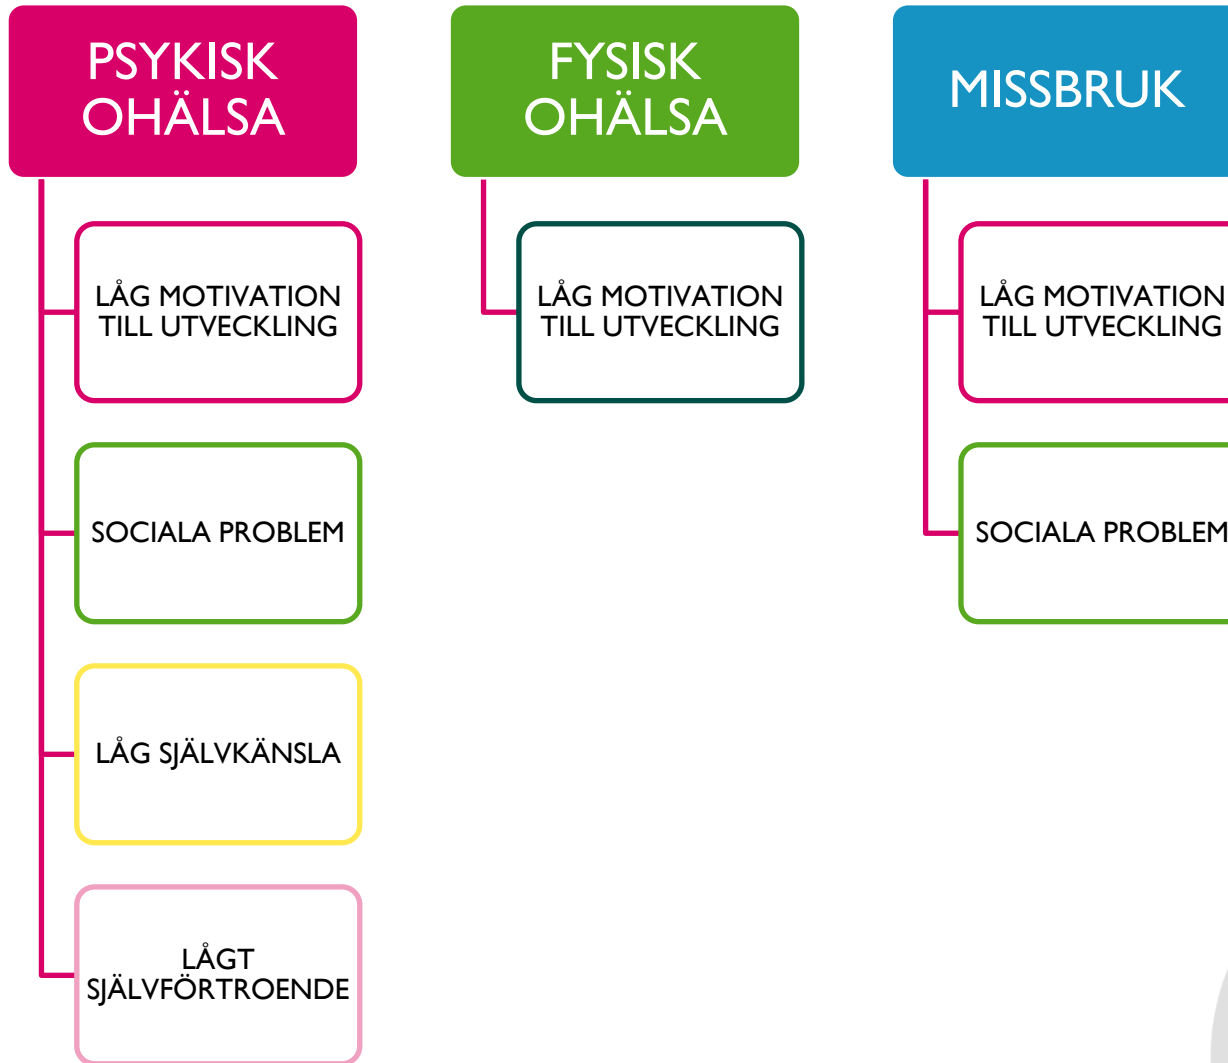 PSYKISK
OHÄLSA
LÅG MOTIVATION
TILL UTVECKLING
SOCIALA PROBLEM
LÅG SJÄLVKÄNSLA
LÅGT
SJÄLVFÖRTROENDE
FYSISK
OHÄLSA
LÅG MOTIVATION
TILL UTVECKLING
MISSBRUK
LÅG MOTIVATION
TILL UTVECKLING
SOCIALA PROBLEM